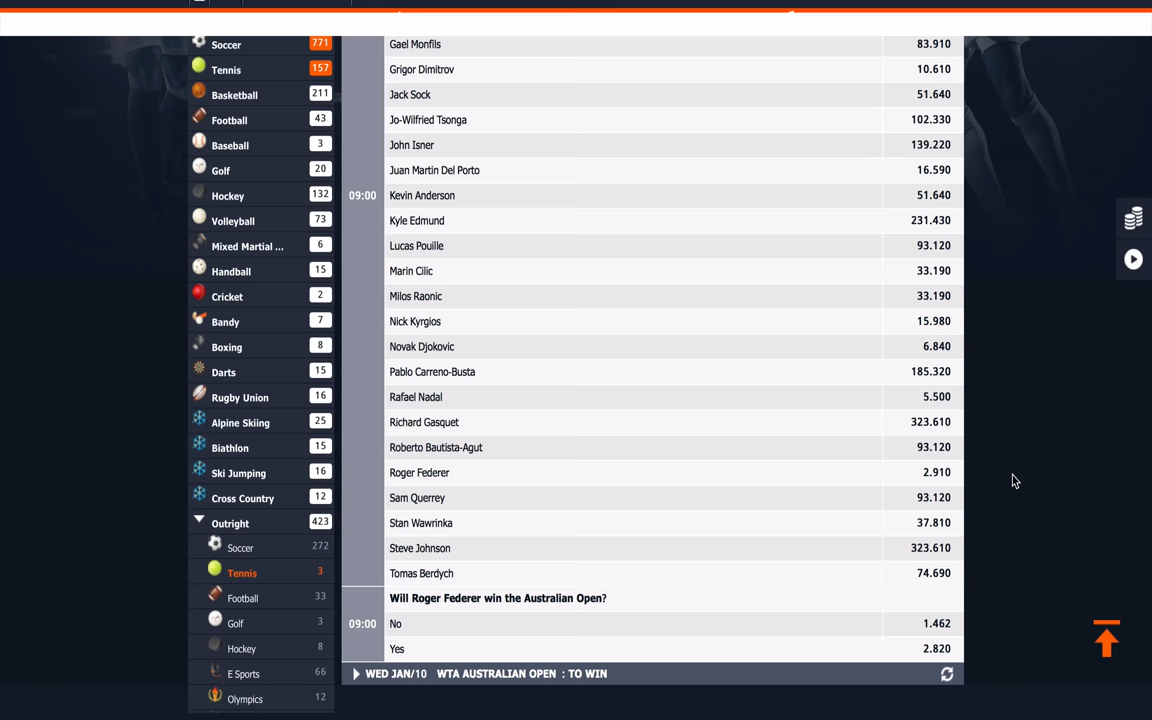 Soccer 771
Tennis 157
Basketball 211
Football 43
Baseball 3
Golf 20
Hockey 132
Volleyball 73
Mixed Martial ... 6
Handball 15
Cricket 2
Bandy 7
Boxing 8
Darts 15
Rugby Union 16
Alpine Skiing 25
Biathlon 15
Ski Jumping 16
Cross Country 12
Outright 423
Soccer 272
Tennis 3
Football 33
Golf 3
Hockey 8
E Sports 66
Olympics 12
09:00
Gael Monfils 83.910
Grigor Dimitrov 10.610
Jack Sock 51.640
Jo-Wilfried Tsonga 102.330
John Isner 139.220
Juan Martin Del Porto 16.590
Kevin Anderson 51.640
Kyle Edmund 231.430
Lucas Pouille 93.120
Marin Cilic 33.190
Milos Raonic 33.190
Nick Kyrgios 15.980
Novak Djokovic 6.840
Pablo Carreno-Busta 185.320
Rafael Nadal 5.500
Richard Gasquet 323.610
Roberto Bautista-Agut 93.120
Roger Federer 2.910
Sam Querrey 93.120
Stan Wawrinka 37.810
Steve Johnson 323.610
Tomas Berdych 74.690
Will Roger Federer win the Australian Open?
09:00
No 1.462
Yes 2.820
WED JAN/10 WTA AUSTRALIAN OPEN : TO WIN